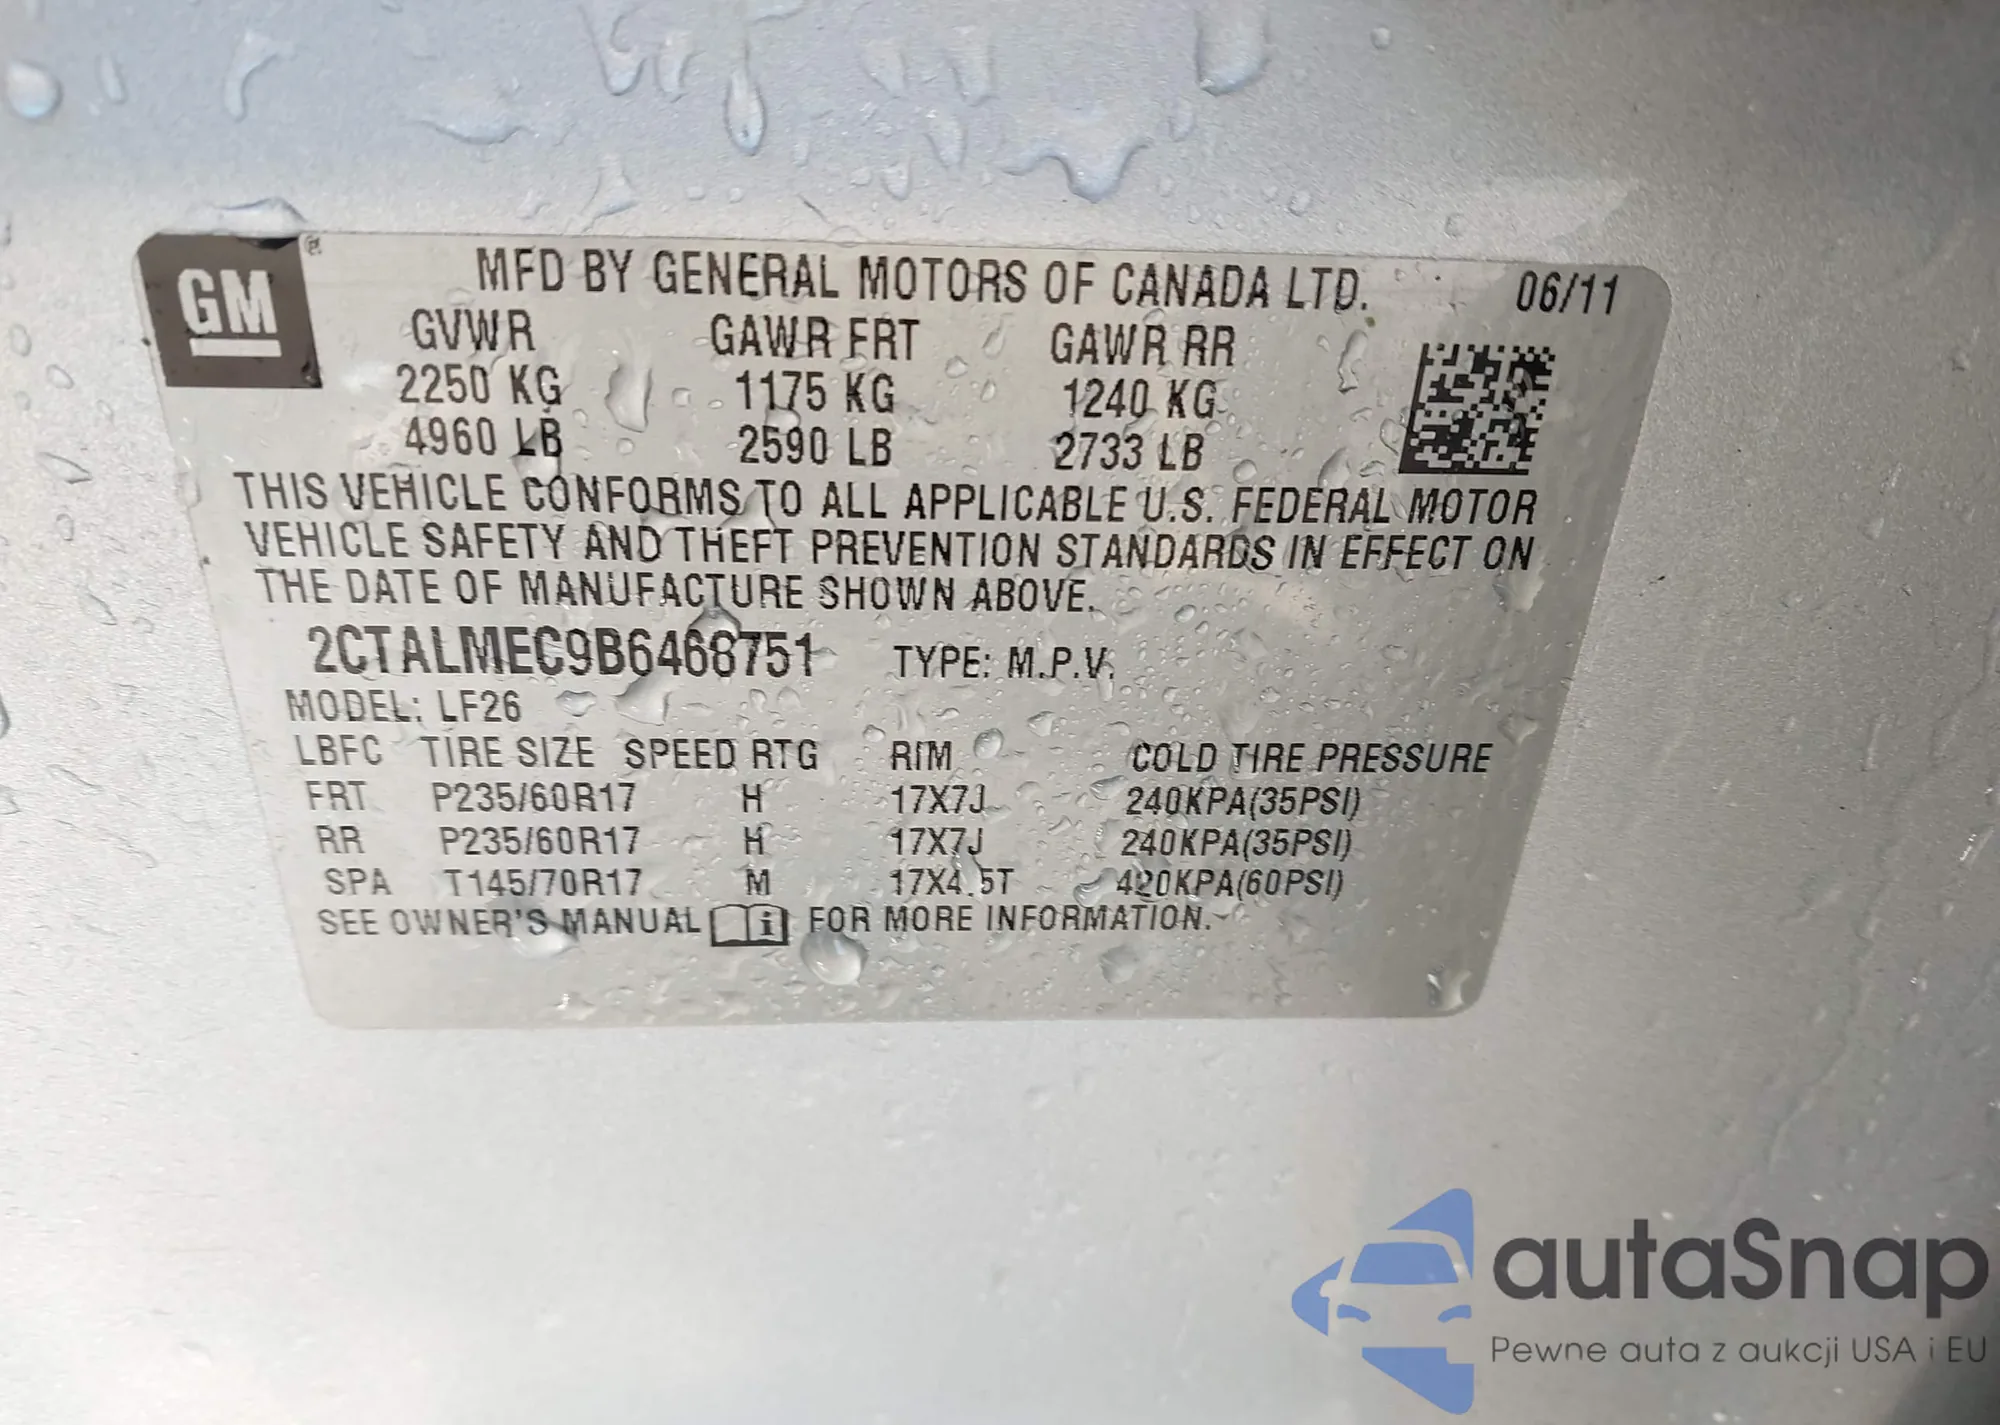 GM ® MFD BY GENERAL MOTORS OF CANADA LTD. 06/11
GVWR GAWR FRT GAWR RR
2250 KG 1175 KG 1240 KG
4960 LB 2590 LB 2733 LB
THIS VEHICLE CONFORMS TO ALL APPLICABLE U.S. FEDERAL MOTOR
VEHICLE SAFETY AND THEFT PREVENTION STANDARDS IN EFFECT ON
THE DATE OF MANUFACTURE SHOWN ABOVE.
2CTALMEC9B6468751 TYPE: M.P.V.
MODEL: LF26
LBFC TIRE SIZE SPEED RTG RIM COLD TIRE PRESSURE
FRT P235/60R17 H 17X7J 240KPA(35PSI)
RR P235/60R17 H 17X7J 240KPA(35PSI)
SPA T145/70R17 M 17X4.5T 420KPA(60PSI)
SEE OWNER'S MANUAL i FOR MORE INFORMATION.
autaSnap
Pewne auta z aukcji USA i EU